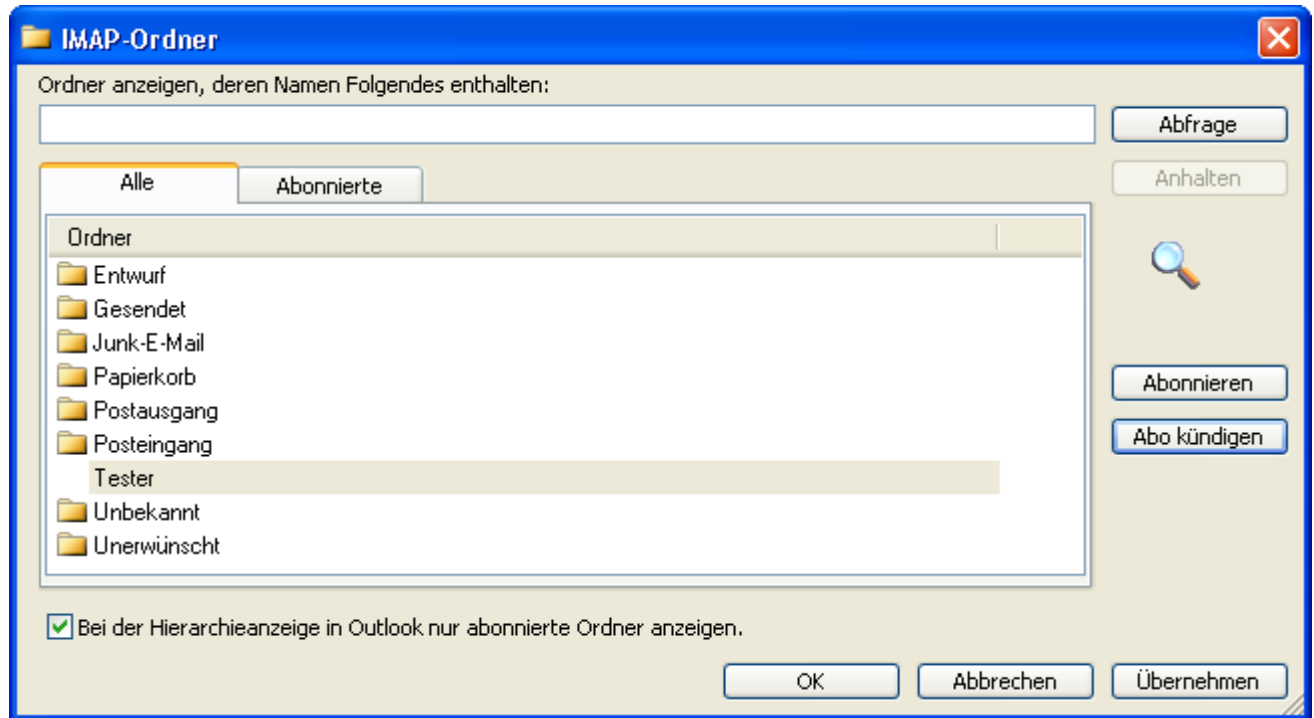 IMAP-Ordner
Ordner anzeigen, deren Namen Folgendes enthalten:
Abfrage
Alle
Abonnierte
Anhalten
Ordner
Entwurf
Gesendet
Junk-E-Mail
Papierkorb
Postausgang
Posteingang
Tester
Unbekannt
Unerwünscht
Abonnieren
Abo kündigen
Bei der Hierarchieanzeige in Outlook nur abonnierte Ordner anzeigen.
OK
Abbrechen
Übernehmen